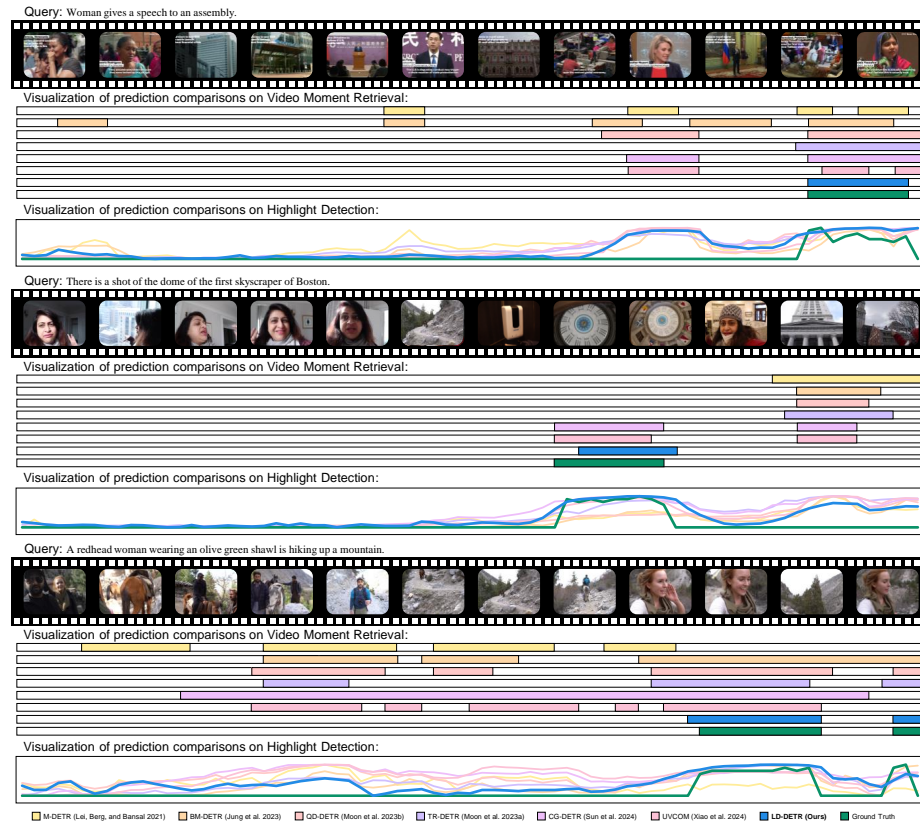 Query: Woman gives a speech to an assembly.
Visualization of prediction comparisons on Video Moment Retrieval:
Visualization of prediction comparisons on Highlight Detection:
Query: There is a shot of the dome of the first skyscraper of Boston.
Visualization of prediction comparisons on Video Moment Retrieval:
Visualization of prediction comparisons on Highlight Detection:
Query: A redhead woman wearing an olive green shawl is hiking up a mountain.
Visualization of prediction comparisons on Video Moment Retrieval:
Visualization of prediction comparisons on Highlight Detection:
M-DETR (Lei, Berg, and Bansal 2021) BM-DETR (Jung et al. 2023) QD-DETR (Moon et al. 2023b) TR-DETR (Moon et al. 2023a) CG-DETR (Sun et al. 2024) UVCOM (Xiao et al. 2024) LD-DETR (Ours) Ground Truth